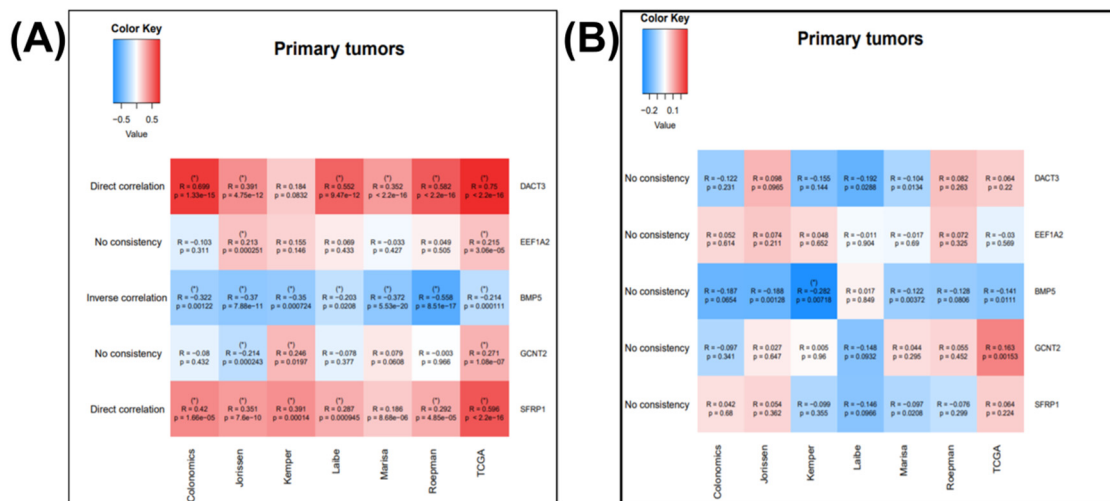 (A)
Color Key
-0.5 0.5
Value
Primary tumors
Direct correlation
(*)
R = 0.699
p = 1.33e-15
(*)
R = 0.391
p = 4.75e-12
R = 0.184
p = 0.0832
(*)
R = 0.552
p = 9.47e-12
(*)
R = 0.352
p < 2.2e-16
(*)
R = 0.582
p < 2.2e-16
(*)
R = 0.75
p < 2.2e-16
DACT3
No consistency
R = -0.103
p = 0.311
(*)
R = 0.213
p = 0.000251
R = 0.155
p = 0.146
R = 0.069
p = 0.433
R = -0.033
p = 0.427
R = 0.049
p = 0.505
(*)
R = 0.215
p = 3.06e-05
EEF1A2
Inverse correlation
(*)
R = -0.322
p = 0.00122
(*)
R = -0.37
p = 7.88e-11
(*)
R = -0.35
p = 0.000724
(*)
R = -0.203
p = 0.0208
(*)
R = -0.372
p = 5.53e-20
(*)
R = -0.558
p = 8.51e-17
(*)
R = -0.214
p = 0.000111
BMP5
No consistency
R = -0.08
p = 0.432
(*)
R = -0.214
p = 0.000243
(*)
R = 0.246
p = 0.0197
R = -0.078
p = 0.377
R = 0.079
p = 0.0608
R = -0.003
p = 0.966
(*)
R = 0.271
p = 1.08e-07
GCNT2
Direct correlation
(*)
R = 0.42
p = 1.66e-05
(*)
R = 0.351
p = 7.6e-10
(*)
R = 0.391
p = 0.00014
(*)
R = 0.287
p = 0.000945
(*)
R = 0.186
p = 8.68e-06
(*)
R = 0.292
p = 4.85e-05
(*)
R = 0.596
p < 2.2e-16
SFRP1
Colonomics
Jorissen
Kemper
Laibe
Marisa
Roepman
TCGA
(B)
Color Key
-0.2 0.1
Value
Primary tumors
No consistency
R = -0.122
p = 0.231
R = 0.098
p = 0.0965
R = -0.155
p = 0.144
R = -0.192
p = 0.0288
R = -0.104
p = 0.0134
R = 0.082
p = 0.263
R = 0.064
p = 0.22
DACT3
No consistency
R = 0.052
p = 0.614
R = 0.074
p = 0.211
R = 0.048
p = 0.652
R = -0.011
p = 0.904
R = -0.017
p = 0.69
R = 0.072
p = 0.325
R = -0.03
p = 0.569
EEF1A2
No consistency
R = -0.187
p = 0.0654
R = -0.188
p = 0.00128
(*)
R = -0.282
p = 0.00718
R = 0.017
p = 0.849
R = -0.122
p = 0.00372
R = -0.128
p = 0.0806
R = -0.141
p = 0.0111
BMP5
No consistency
R = -0.097
p = 0.341
R = 0.027
p = 0.647
R = 0.005
p = 0.96
R = -0.148
p = 0.0932
R = 0.044
p = 0.295
R = 0.055
p = 0.452
R = 0.163
p = 0.00153
GCNT2
No consistency
R = 0.042
p = 0.68
R = 0.054
p = 0.362
R = -0.099
p = 0.355
R = -0.146
p = 0.0966
R = -0.097
p = 0.0208
R = -0.076
p = 0.299
R = 0.064
p = 0.224
SFRP1
Colonomics
Jorissen
Kemper
Laibe
Marisa
Roepman
TCGA